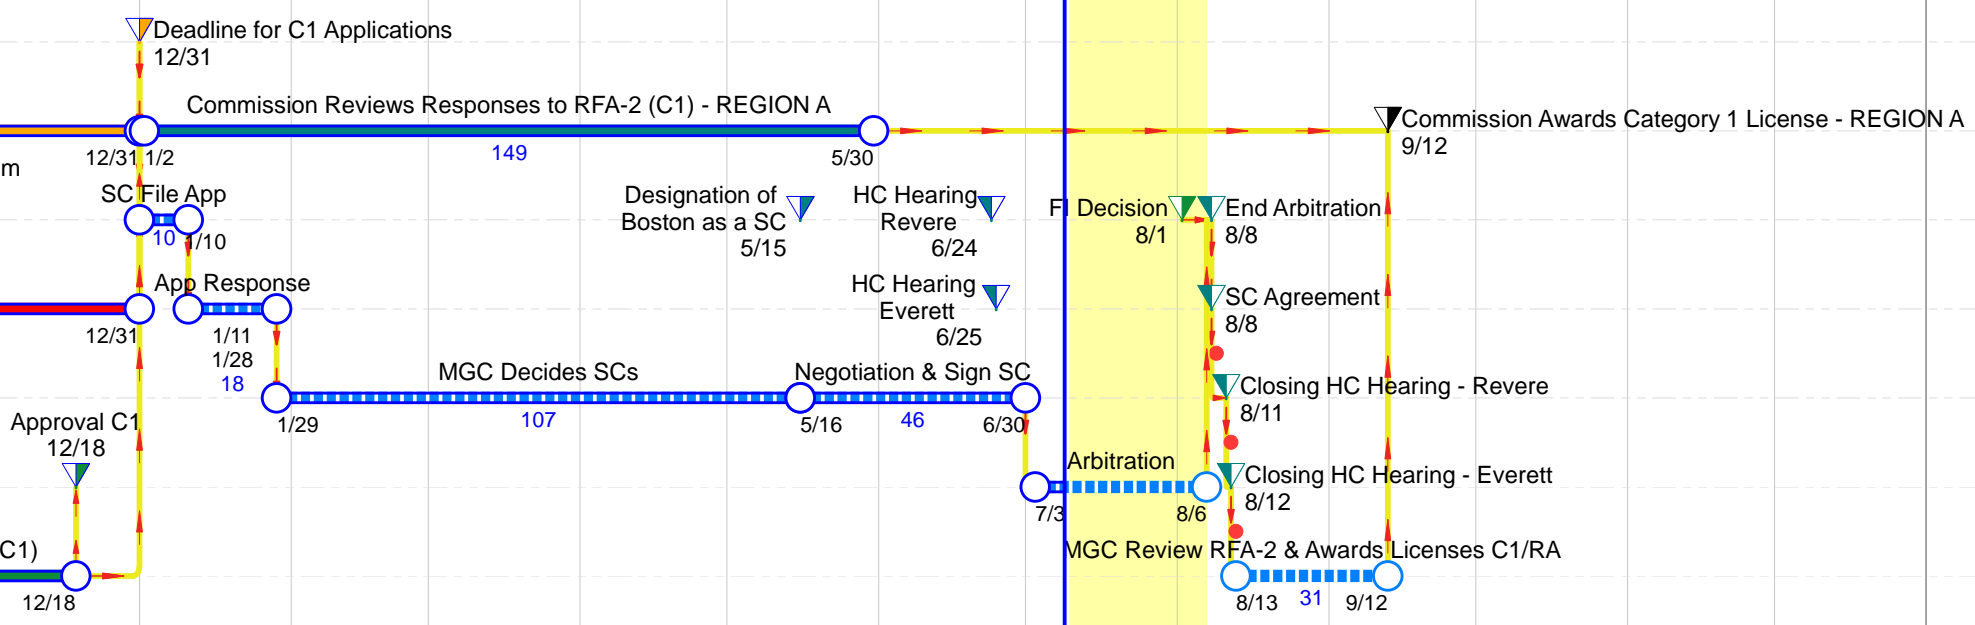 Deadline for C1 Applications
12/31
Commission Reviews Responses to RFA-2 (C1) - REGION A
Commission Awards Category 1 License - REGION A
9/12
12/31
1/2
149
5/30
m
SC File App
10
1/10
Designation of
Boston as a SC
5/15
HC Hearing
Revere
6/24
FI Decision
8/1
End Arbitration
8/8
App Response
12/31
1/11
1/28
18
HC Hearing
Everett
6/25
SC Agreement
8/8
MGC Decides SCs
Negotiation & Sign SC
1/29
107
5/16
46
6/30
Closing HC Hearing - Revere
8/11
Approval C1
12/18
Arbitration
7/3
8/6
Closing HC Hearing - Everett
8/12
C1)
12/18
MGC Review RFA-2 & Awards Licenses C1/RA
8/13
31
9/12